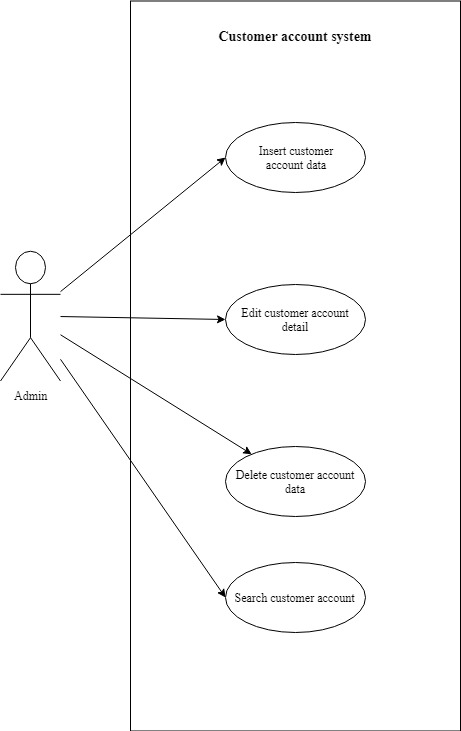 Customer account system
Insert customer
account data
Edit customer account
detail
Admin
Delete customer account
data
Search customer account